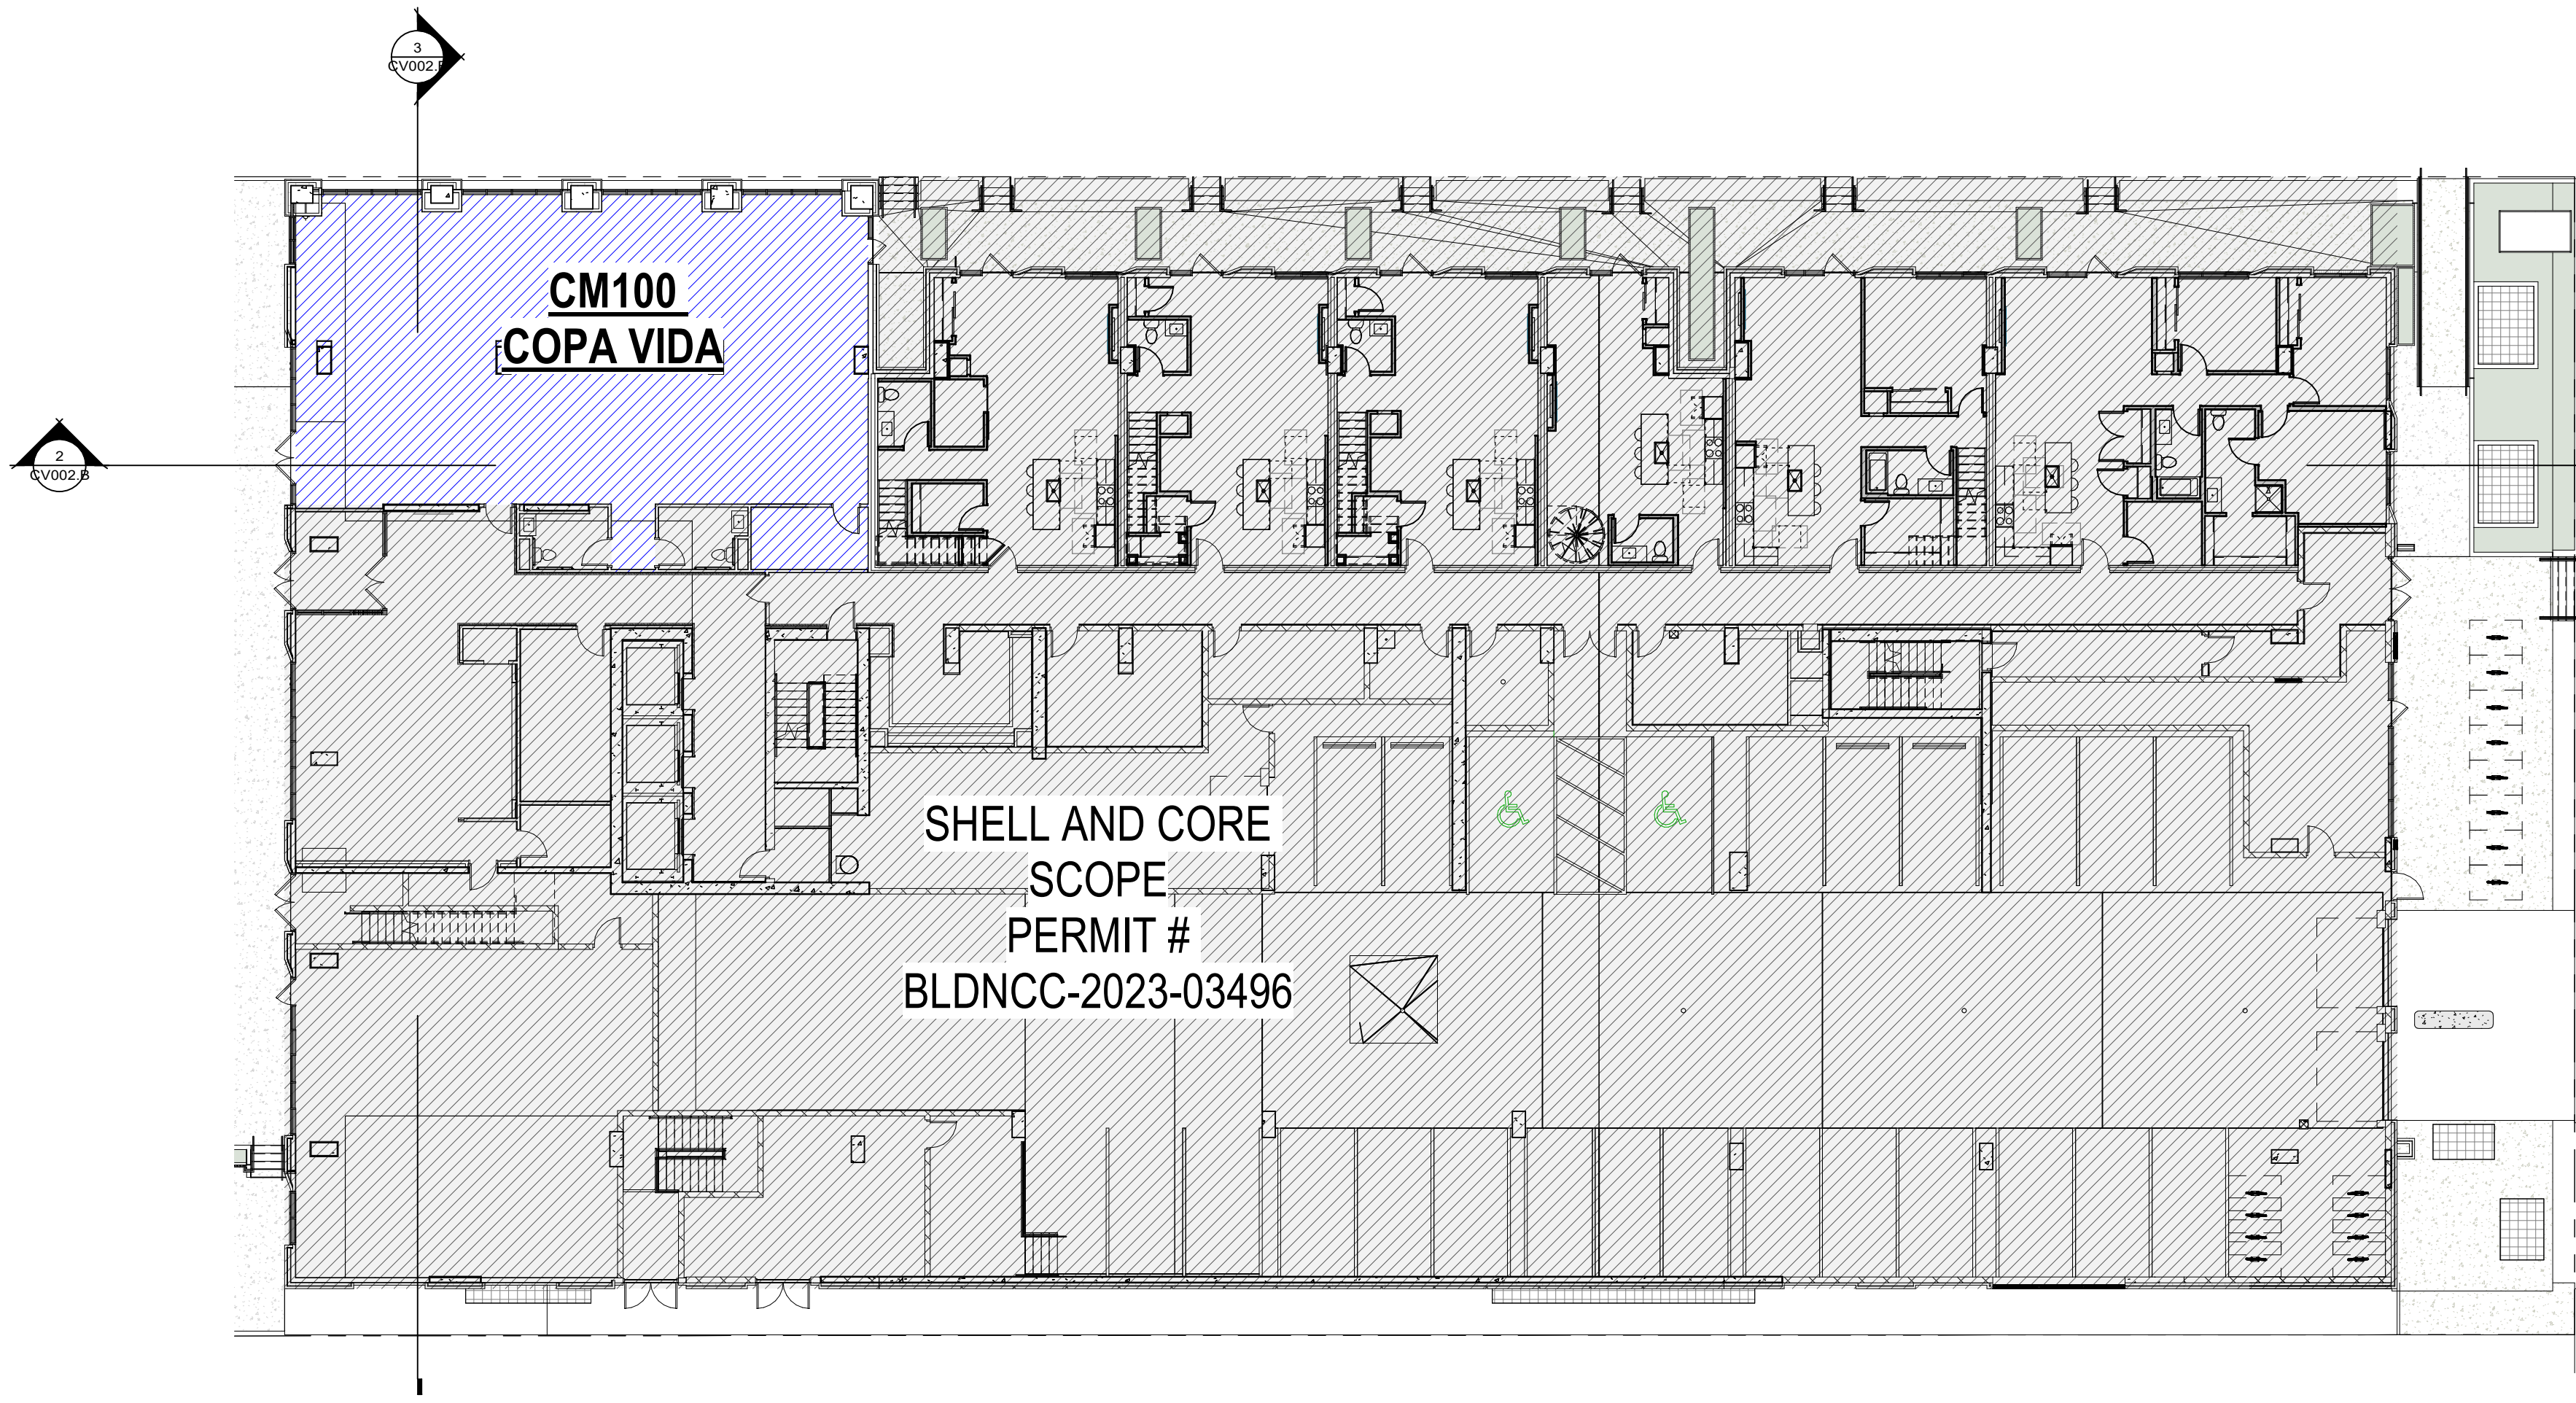 3
CV002.B
CM100
COPA VIDA
2
CV002.B
SHELL AND CORE
SCOPE
PERMIT #
BLDNCC-2023-03496